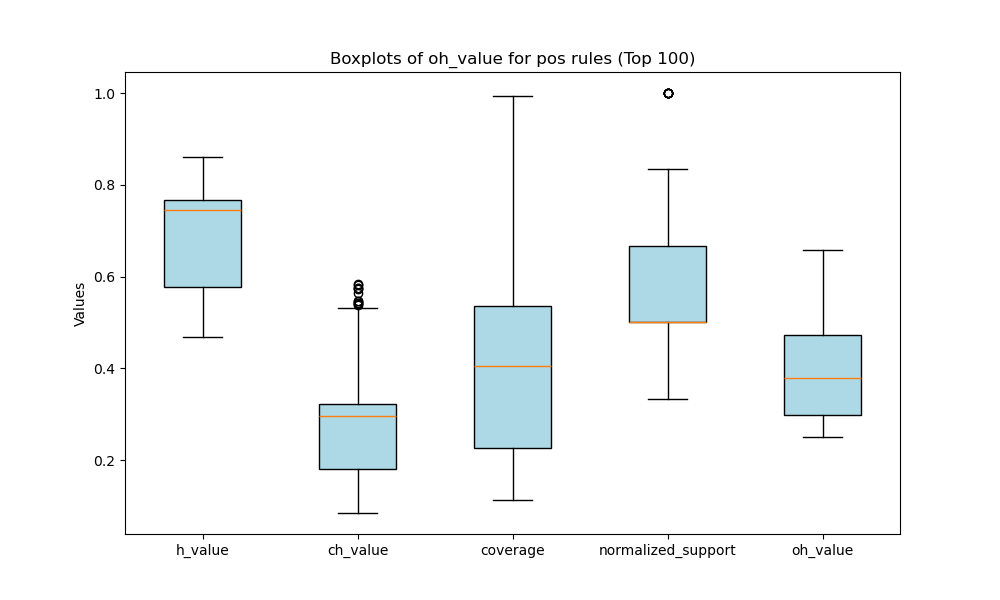 Boxplots of oh_value for pos rules (Top 100)
Values
1.0
0.8
0.6
0.4
0.2
h_value
ch_value
coverage
normalized_support
oh_value